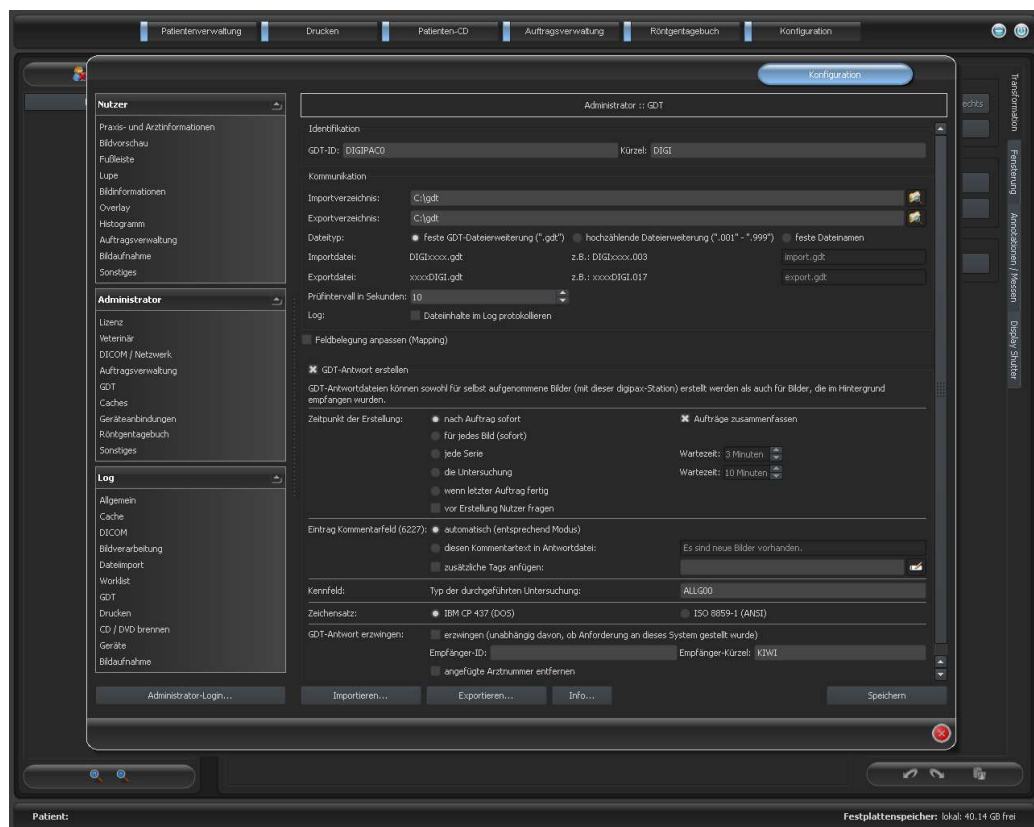 Patientenverwaltung
Drucken
Patienten-CD
Auftragsverwaltung
Röntgentagebuch
Konfiguration
Konfiguration
Nutzer
Praxis- und Arztinformationen
Bildvorschau
Fußleiste
Lupe
Bildinformationen
Overlay
Histogramm
Auftragsverwaltung
Bildaufnahme
Sonstiges
Administrator
Lizenz
Veterinär
DICOM / Netzwerk
Auftragsverwaltung
GDT
Caches
Geräteanbindungen
Röntgentagebuch
Sonstiges
Log
Allgemein
Cache
DICOM
Bildverarbeitung
Dateiimport
Worklist
GDT
Drucken
CD / DVD brennen
Geräte
Bildaufnahme
Administrator-Login...
Administrator :: GDT
Identifikation
GDT-ID: DIGIPAC0 Kürzel: DIGI
Kommunikation
Importverzeichnis: C:\gdt
Exportverzeichnis: C:\gdt
Dateityp: feste GDT-Dateierweiterung (".gdt") hochzählende Dateierweiterung (".001" - ".999") feste Dateinamen
Importdatei: DIGIxxxx.gdt z.B.: DIGIxxxx.003 import.gdt
Exportdatei: xxxxDIGI.gdt z.B.: xxxxDIGI.017 export.gdt
Prüfintervall in Sekunden: 10
Log: Dateiinhalte im Log protokollieren
Feldbelegung anpassen (Mapping)
GDT-Antwort erstellen
GDT-Antwortdateien können sowohl für selbst aufgenommene Bilder (mit dieser digipax-Station) erstellt werden als auch für Bilder, die im Hintergrund
empfangen wurden.
Zeitpunkt der Erstellung: nach Auftrag sofort Aufträge zusammenfassen
für jedes Bild (sofort)
jede Serie Wartezeit: 3 Minuten
die Untersuchung Wartezeit: 10 Minuten
wenn letzter Auftrag fertig
vor Erstellung Nutzer fragen
Eintrag Kommentarfeld (6227): automatisch (entsprechend Modus)
diesen Kommentartext in Antwortdatei: Es sind neue Bilder vorhanden.
zusätzliche Tags anfügen:
Kennfeld: Typ der durchgeführten Untersuchung: ALLG00
Zeichensatz: IBM CP 437 (DOS) ISO 8859-1 (ANSI)
GDT-Antwort erzwingen: erzwingen (unabhängig davon, ob Anforderung an dieses System gestellt wurde)
Empfänger-ID: Empfänger-Kürzel: KIWI
angefügte Arztnummer entfernen
Importieren... Exportieren... Info... Speichern
echts
Transformation
Fensterung
Annotationen / Messen
Display Shutter
Patient:
Festplattenspeicher: lokal: 40.14 GB frei